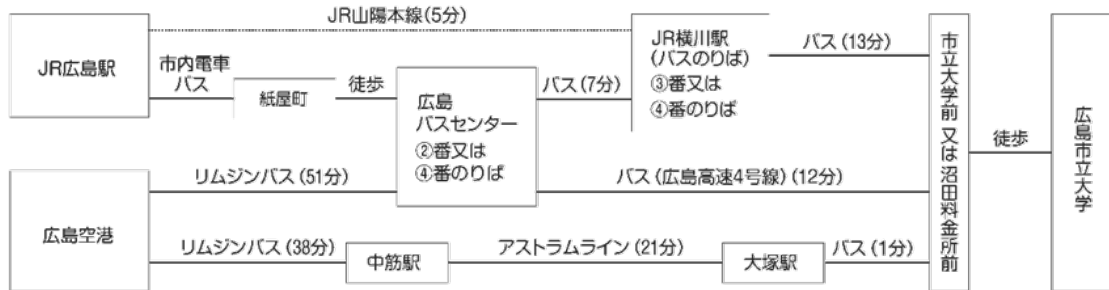 JR山陽本線(5分)
JR広島駅
市内電車
バス
紙屋町
徒歩
広島
バスセンター
②番又は
④番のりば
バス(7分)
JR横川駅
(バスのりば)
③番又は
④番のりば
バス(13分)
リムジンバス(51分)
バス(広島高速4号線)(12分)
広島空港
リムジンバス(38分)
中筋駅
アストラムライン(21分)
大塚駅
バス(1分)
市立大学前 又は 沼田料金所前
徒歩
広島市立大学